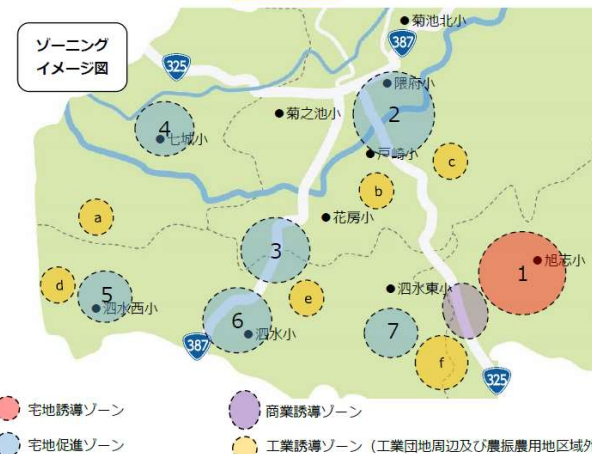 ゾーニング
イメージ図
菊池北小
387
325
隈府小
2
菊之池小
4
七城小
戸崎小
c
b
a
花房小
3
旭志小
1
d
5
泗水西小
e
泗水東小
6
泗水小
7
f
387
325
宅地誘導ゾーン
商業誘導ゾーン
宅地促進ゾーン
工業誘導ゾーン（工業団地周辺及び農振農用地区域外